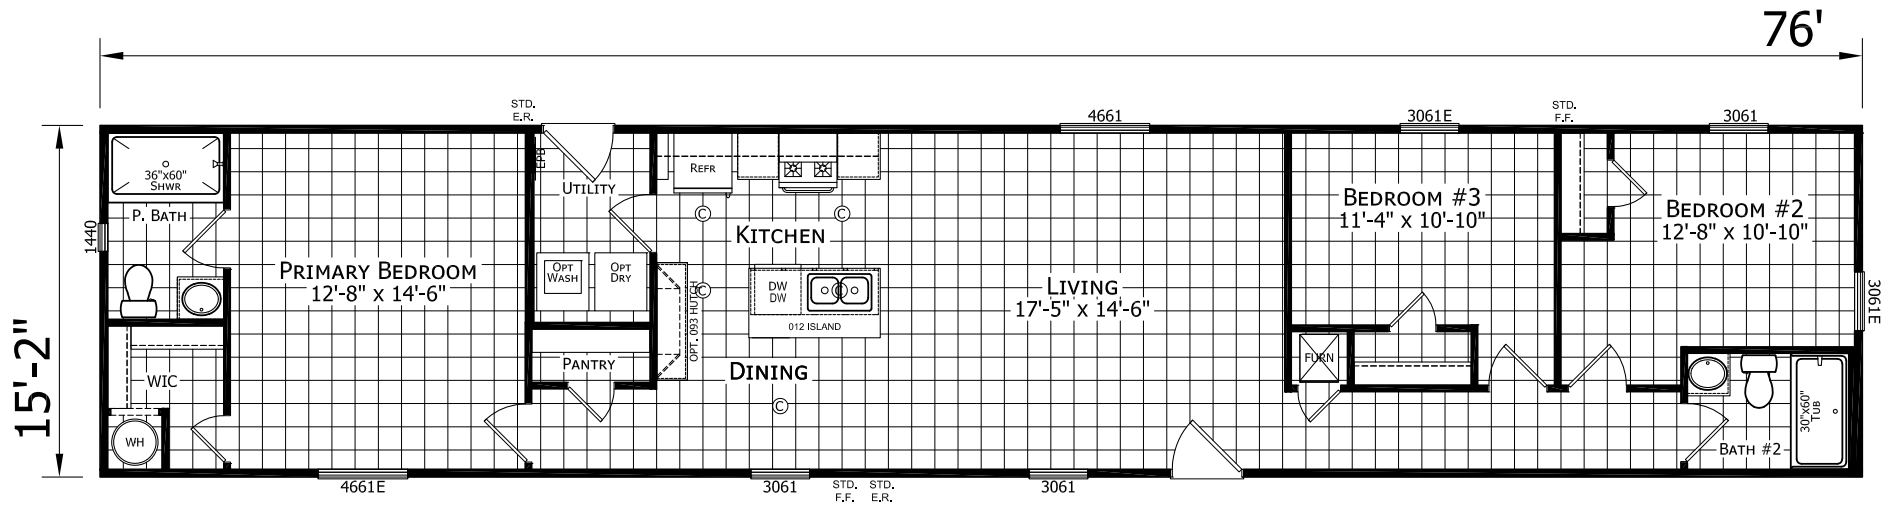 76'
STD.
E.R.
4661
3061E
STD.
F.F.
3061
15'-2"
1440
36"x60"
SHWR
P. BATH
WIC
WH
PRIMARY BEDROOM
12'-8" x 14'-6"
EPB
UTILITY
OPT
WASH
OPT
DRY
PANTRY
REFR
C
C
KITCHEN
C
C
OPT. 093 HUTCH
DW
DW
012 ISLAND
DINING
C
LIVING
17'-5" x 14'-6"
BEDROOM #3
11'-4" x 10'-10"
FURN
BEDROOM #2
12'-8" x 10'-10"
3061E
30"x60"
TUB
BATH #2
4661E
3061
STD.
F.F.
STD.
E.R.
3061